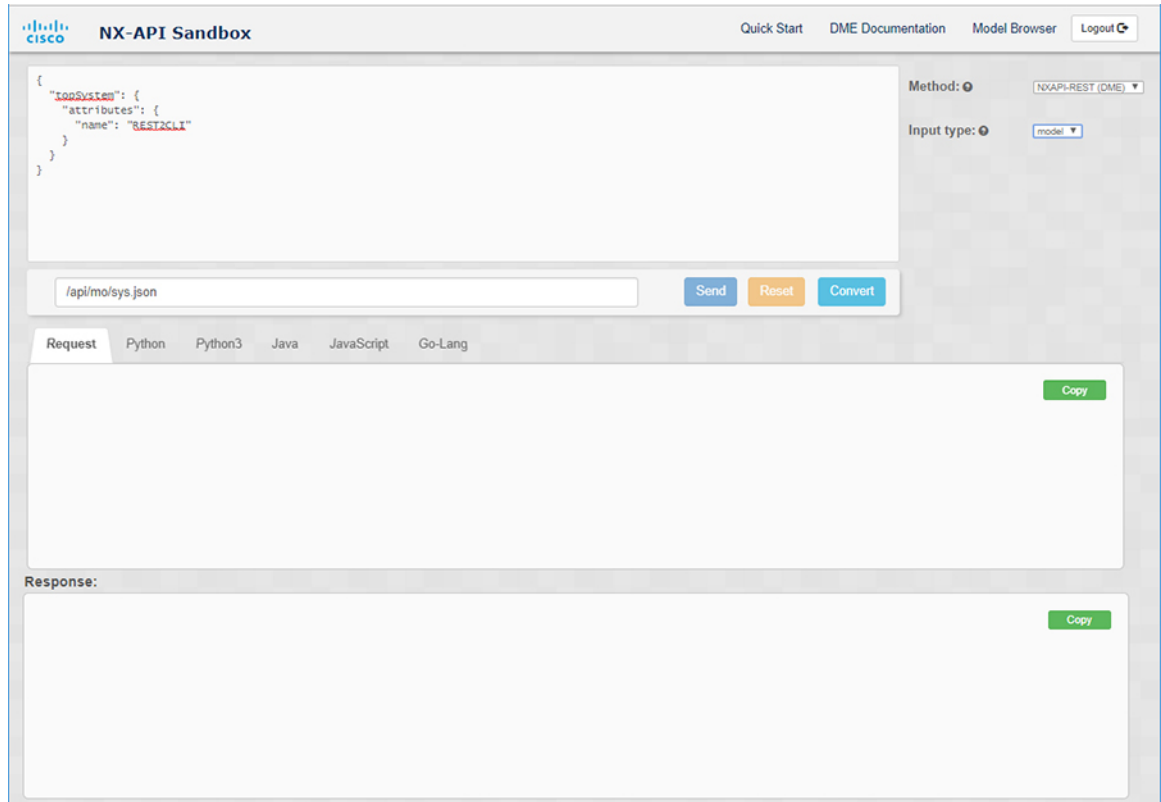 CISCO NX-API Sandbox Quick Start DME Documentation Model Browser Logout
{
"topSystem": {
"attributes": {
"name": "REST2CLI"
}
}
}
Method: NXAPI-REST (DME)
Input type: model
/api/mo/sys.json Send Reset Convert
Request Python Python3 Java JavaScript Go-Lang
Copy
Response:
Copy